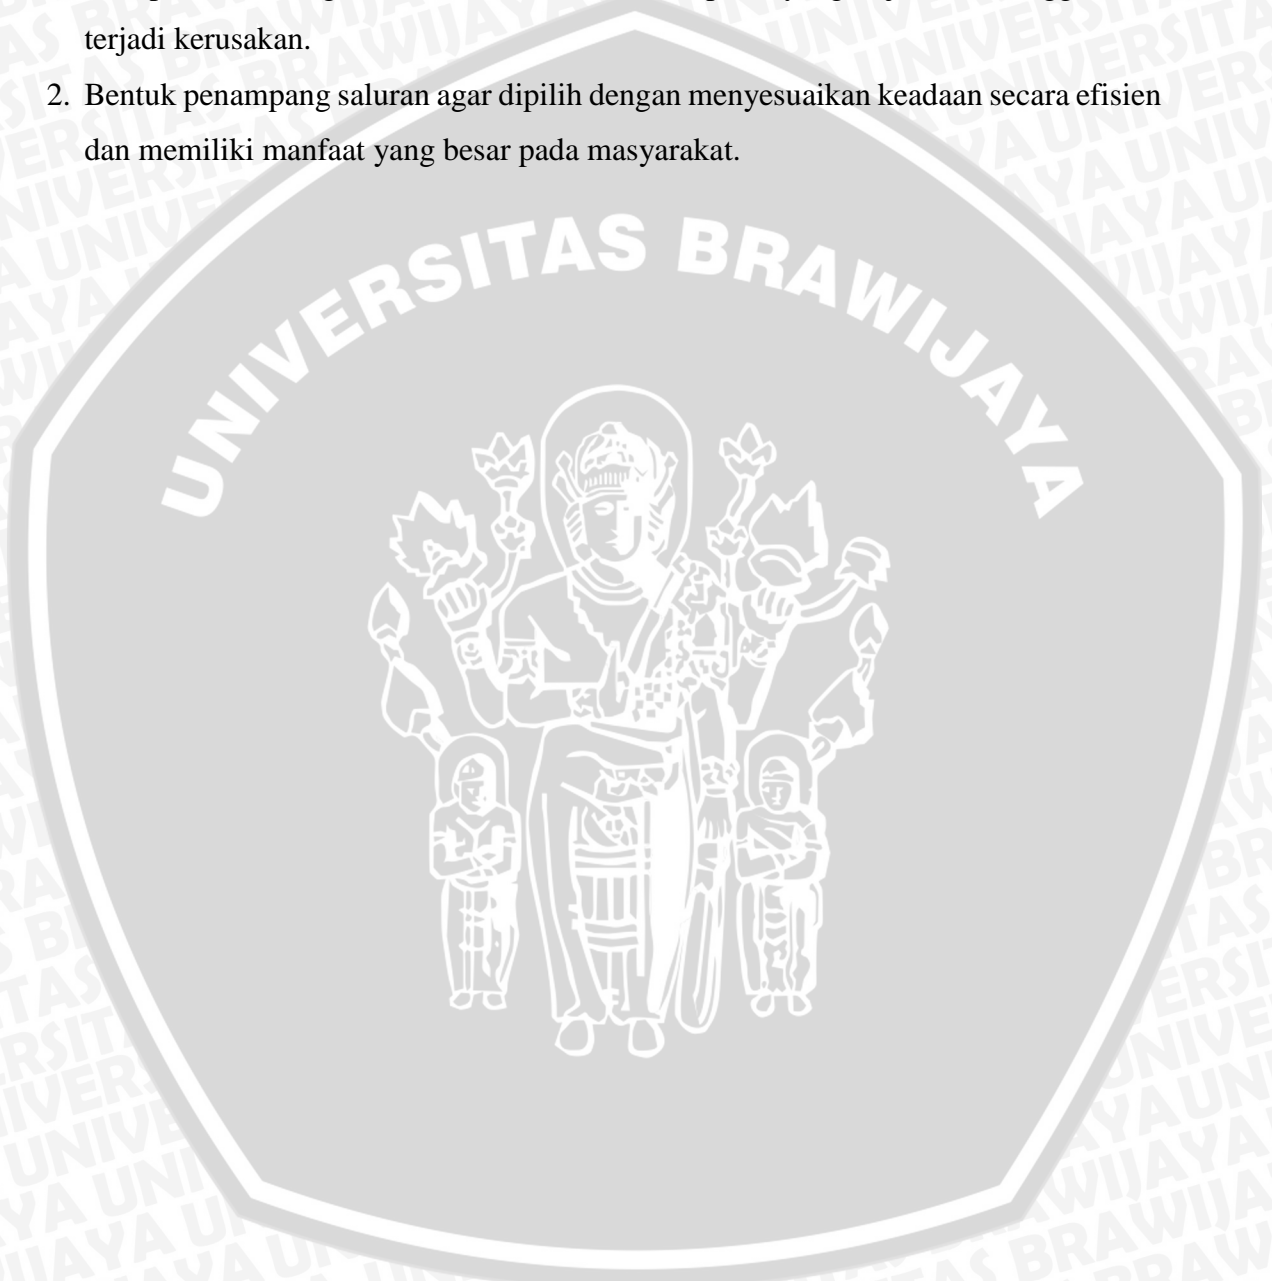 terjadi kerusakan.
2. Bentuk penampang saluran agar dipilih dengan menyesuaikan keadaan secara efisien
dan memiliki manfaat yang besar pada masyarakat.
UNIVERSITAS BRAWIJAYA